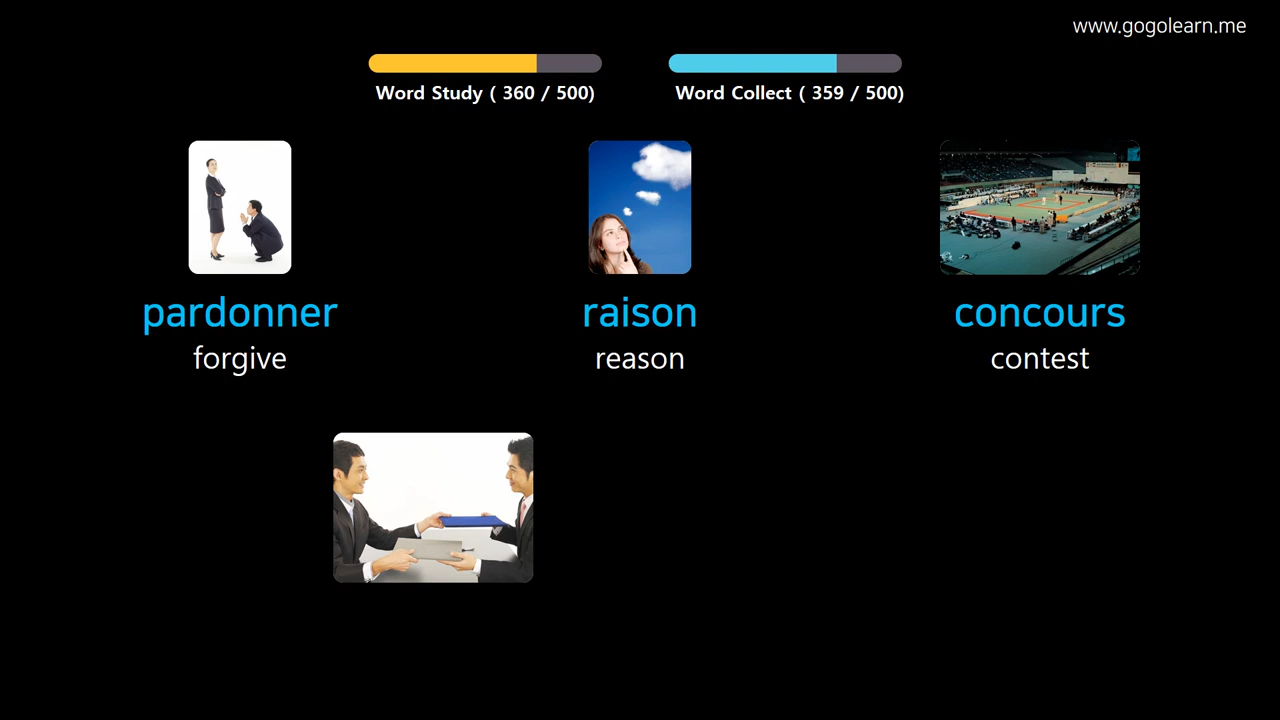 www.gogolearn.me
Word Study ( 360 / 500)
Word Collect ( 359 / 500)
pardonner
forgive
raison
reason
concours
contest